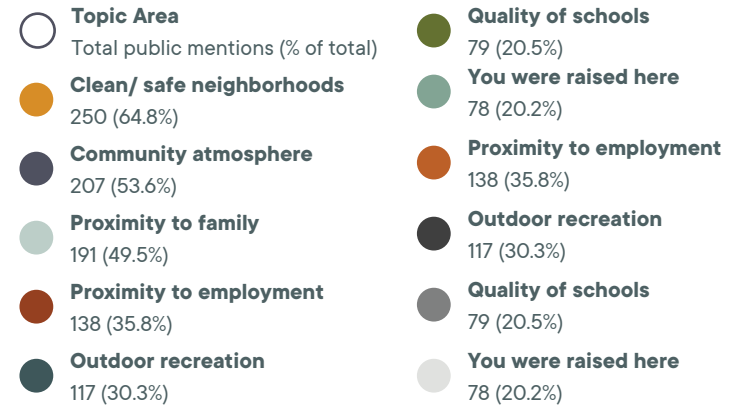 Topic Area
Total public mentions (% of total)
Clean/ safe neighborhoods
250 (64.8%)
Community atmosphere
207 (53.6%)
Proximity to family
191 (49.5%)
Proximity to employment
138 (35.8%)
Outdoor recreation
117 (30.3%)
Quality of schools
79 (20.5%)
You were raised here
78 (20.2%)
Proximity to employment
138 (35.8%)
Outdoor recreation
117 (30.3%)
Quality of schools
79 (20.5%)
You were raised here
78 (20.2%)